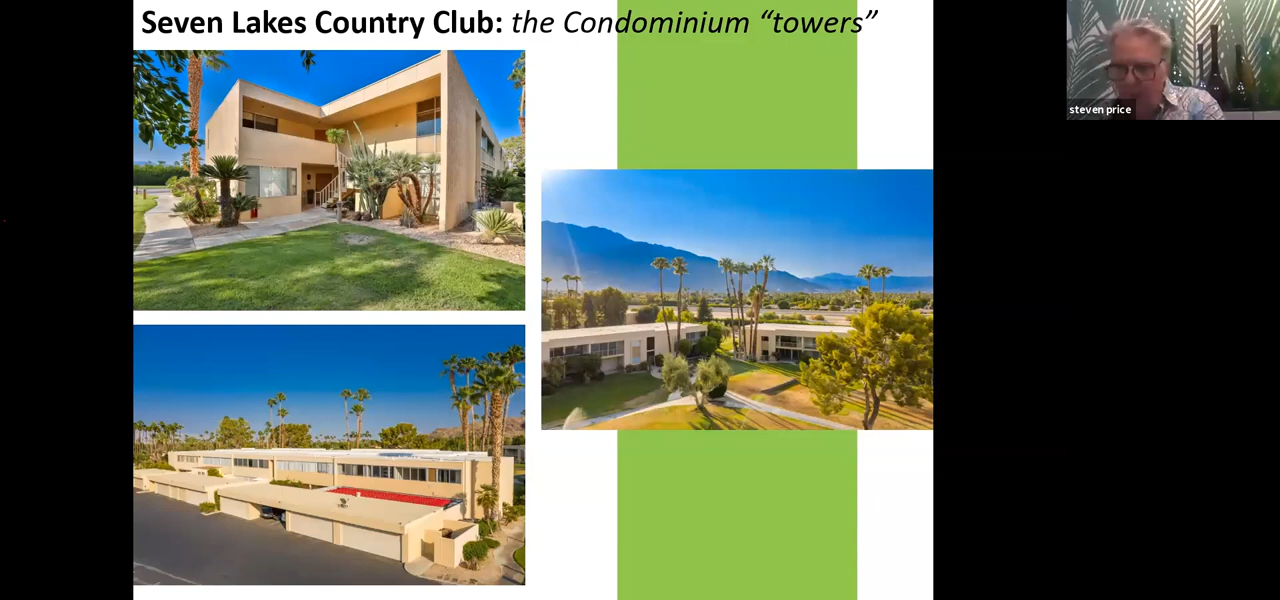 Seven Lakes Country Club: the Condominium “towers”
steven price